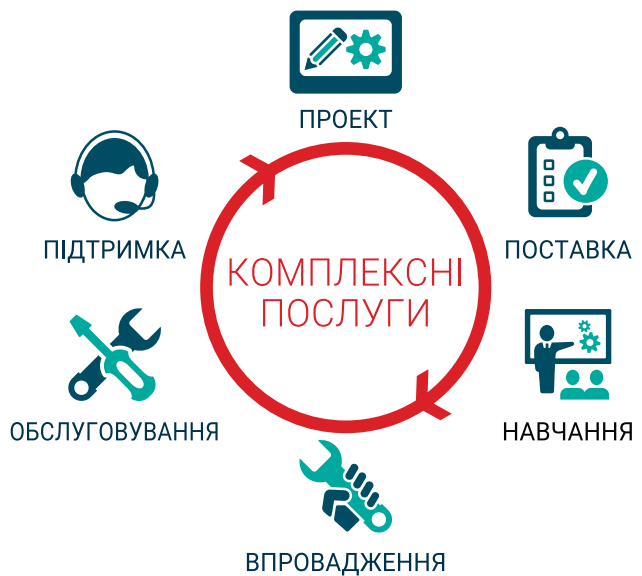 ПРОЕКТ
ПІДТРИМКА
ПОСТАВКА
КОМПЛЕКСНІ
ПОСЛУГИ
ОБСЛУГОВУВАННЯ
НАВЧАННЯ
ВПРОВАДЖЕННЯ